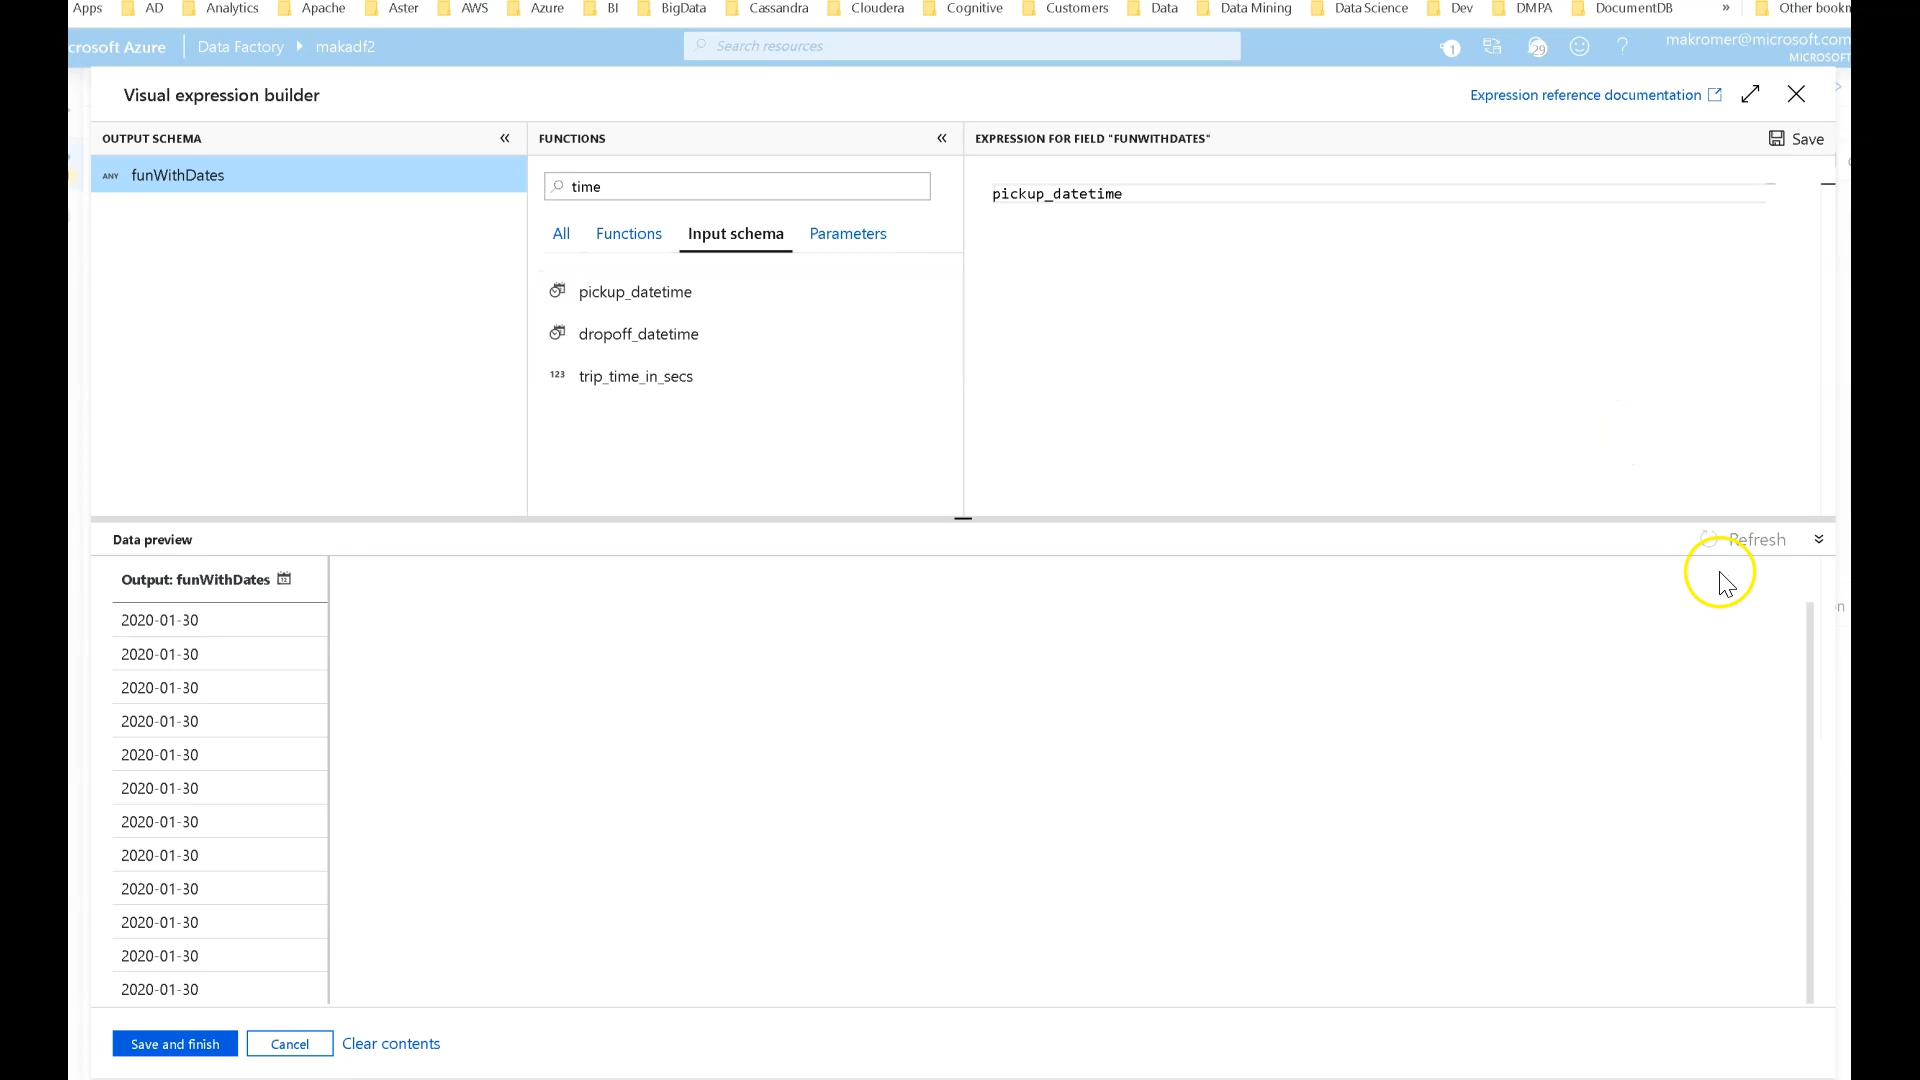 Apps AD Analytics Apache Aster AWS Azure BI BigData Cassandra Cloudera Cognitive Customers Data Data Mining Data Science Dev DMPA DocumentDB » Other bookn
crosoft Azure Data Factory makadf2 Search resources 1 29 ? makromer@microsoft.com
MICROSOFT
Visual expression builder Expression reference documentation
OUTPUT SCHEMA « FUNCTIONS « EXPRESSION FOR FIELD "FUNWITHDATES" Save
ANY funWithDates
time
pickup_datetime
All Functions Input schema Parameters
pickup_datetime
dropoff_datetime
123 trip_time_in_secs
Data preview Refresh
Output: funWithDates 12
2020-01-30
2020-01-30
2020-01-30
2020-01-30
2020-01-30
2020-01-30
2020-01-30
2020-01-30
2020-01-30
2020-01-30
2020-01-30
2020-01-30
Save and finish Cancel Clear contents